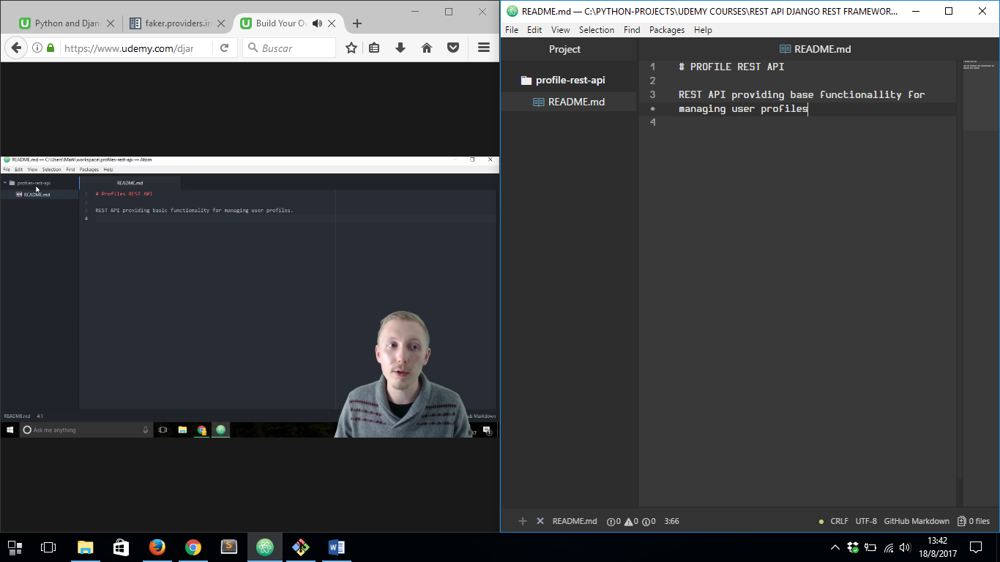 Python and Djan
faker.providers.in
Build Your Ov
https://www.udemy.com/djar
Buscar
README.md — C:\Users\Mark\workspace\profiles-rest-api — Atom
File Edit View Selection Find Packages Help
profiles-rest-api
README.md
README.md
1 # Profiles REST API
2
3 REST API providing basic functionality for managing user profiles.
4
README.md 4:1
ub Markdown
Ask me anything
README.md — C:\PYTHON-PROJECTS\UDEMY COURSES\REST API DJANGO REST FRAMEWOR...
File Edit View Selection Find Packages Help
Project
profile-rest-api
README.md
README.md
1 # PROFILE REST API
2
3 REST API providing base functionallity for
• managing user profiles
4
README.md 0 0 0 3:66
CRLF UTF-8 GitHub Markdown 0 files
13:42
18/8/2017